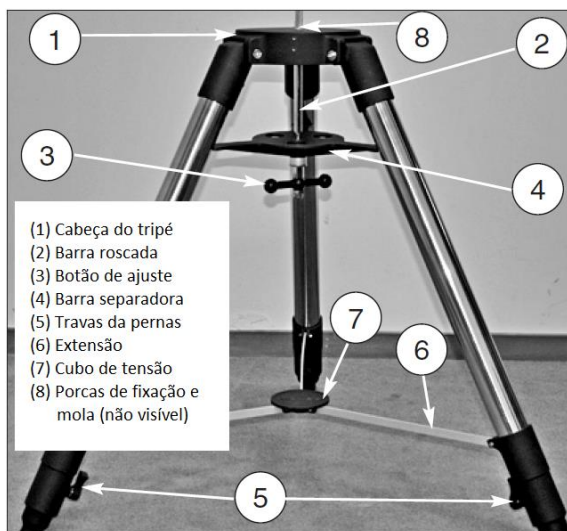 1
8
2
3
4
(1) Cabeça do tripé
(2) Barra roscada
(3) Botão de ajuste
(4) Barra separadora
(5) Travas da pernas
(6) Extensão
(7) Cubo de tensão
(8) Porcas de fixação e
mola (não visível)
7
6
5